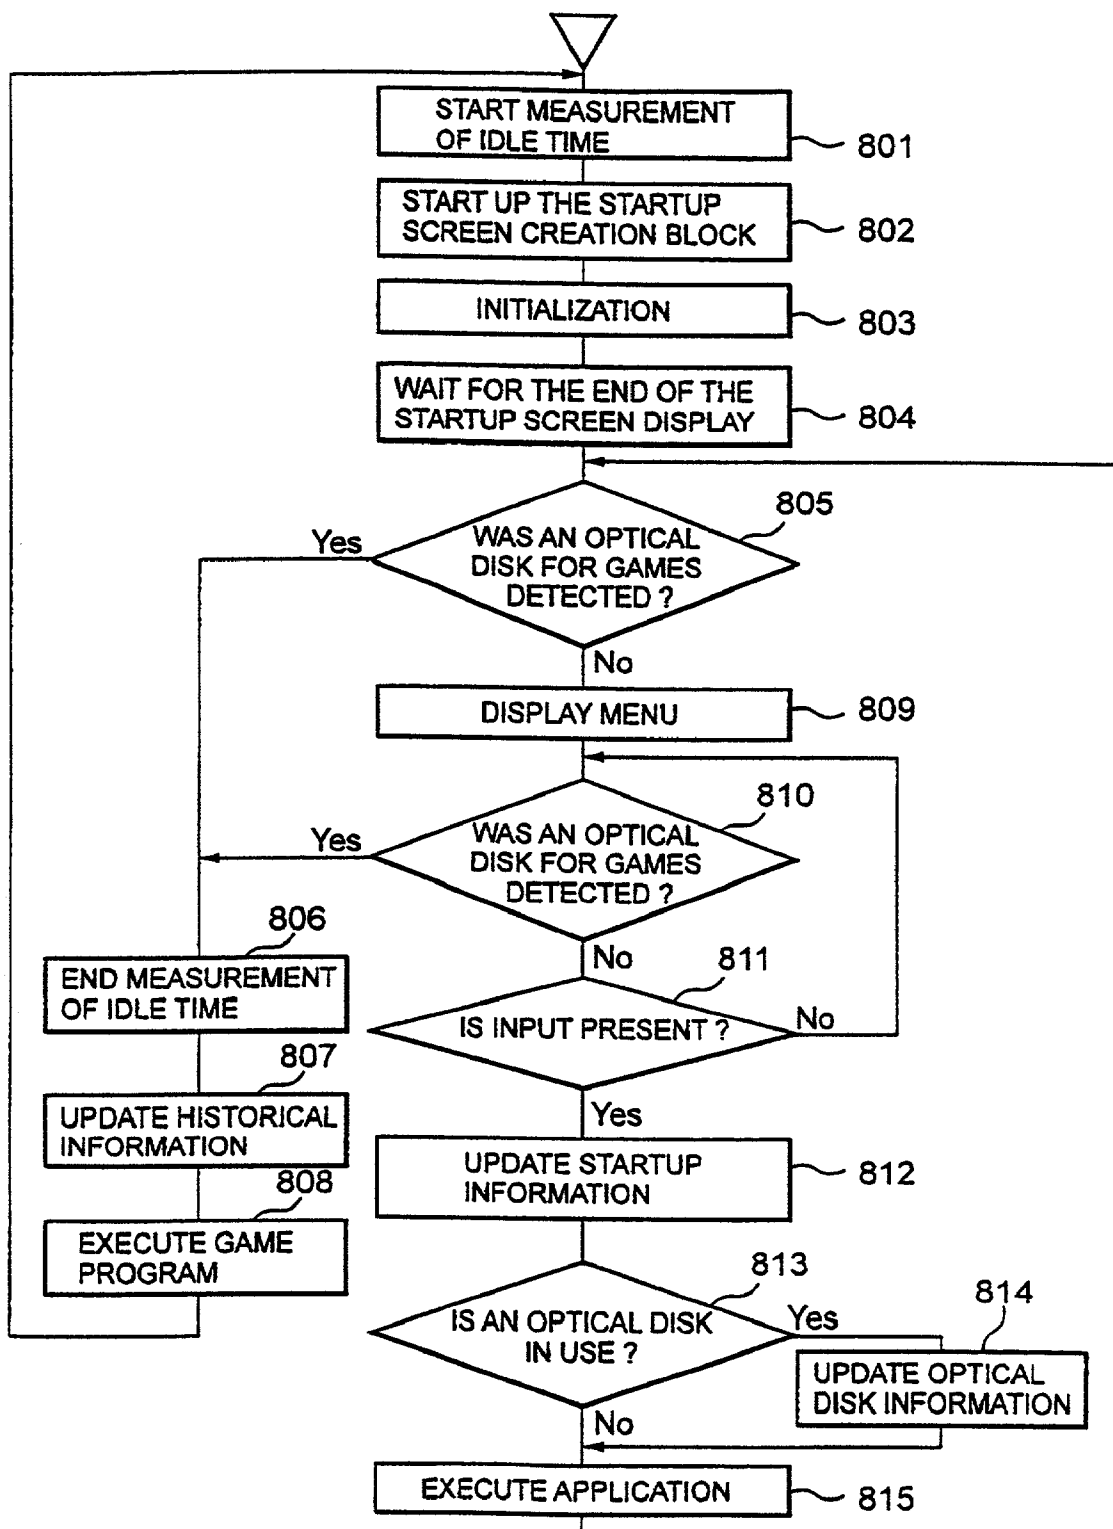 START MEASUREMENT
OF IDLE TIME
801
START UP THE STARTUP
SCREEN CREATION BLOCK
802
INITIALIZATION
803
WAIT FOR THE END OF THE
STARTUP SCREEN DISPLAY
804
805
Yes
WAS AN OPTICAL
DISK FOR GAMES
DETECTED ?
No
DISPLAY MENU
809
810
Yes
WAS AN OPTICAL
DISK FOR GAMES
DETECTED ?
No
806
END MEASUREMENT
OF IDLE TIME
811
IS INPUT PRESENT ?
No
Yes
807
UPDATE HISTORICAL
INFORMATION
UPDATE STARTUP
INFORMATION
812
808
EXECUTE GAME
PROGRAM
813
IS AN OPTICAL DISK
IN USE ?
Yes
814
UPDATE OPTICAL
DISK INFORMATION
No
EXECUTE APPLICATION
815